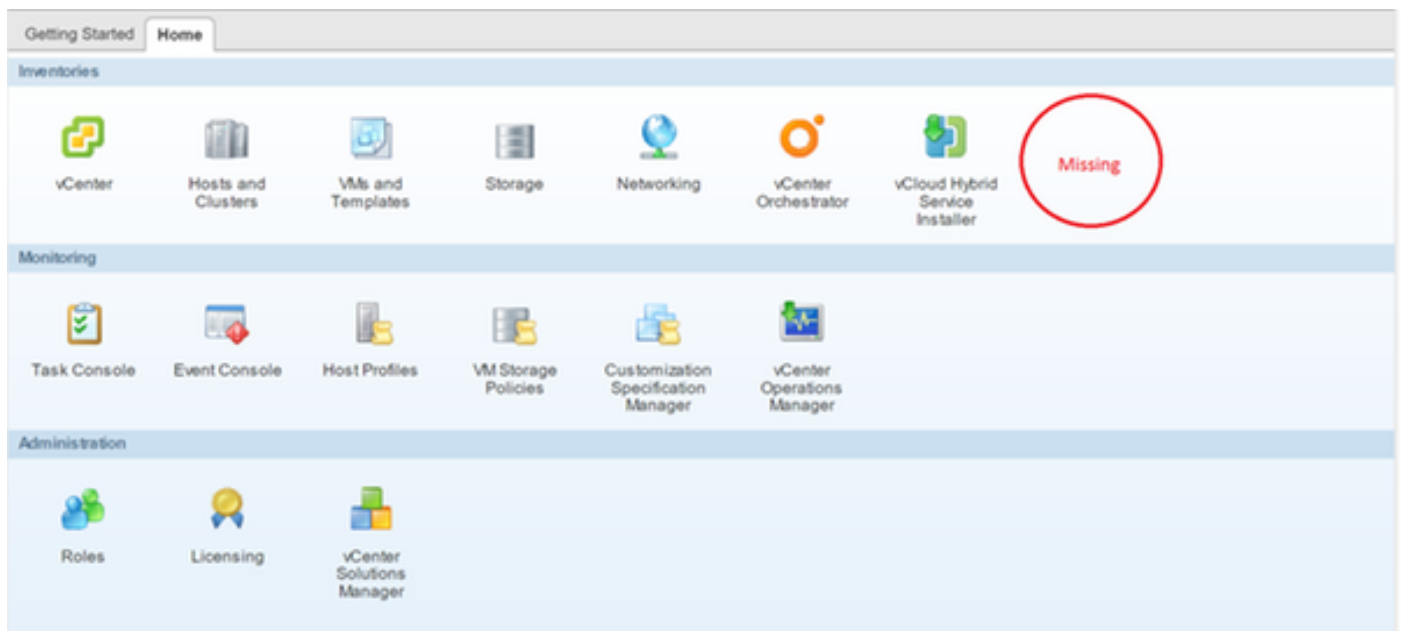 Getting Started Home
Inventories
vCenter Hosts and VMs and Storage Networking vCenter vCloud Hybrid Missing
Clusters Templates Orchestrator Service
Installer
Monitoring
Task Console Event Console Host Profiles VM Storage Customization vCenter
Policies Specification Operations
Manager Manager
Administration
Roles Licensing vCenter
Solutions
Manager